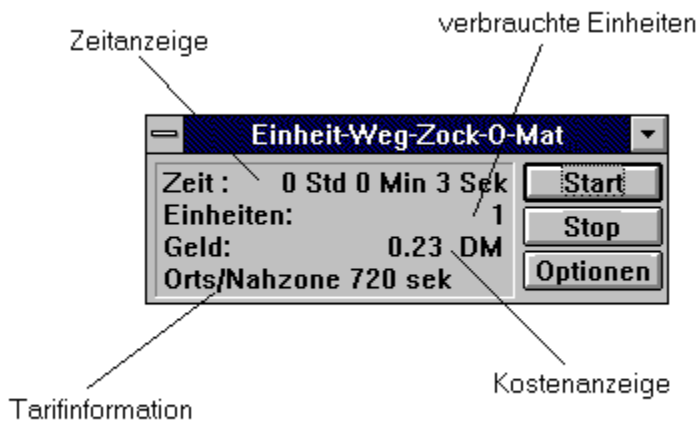 verbrauchte Einheiten
Zeitanzeige
Einheit-Weg-Zock-O-Mat
Zeit : 0 Std 0 Min 3 Sek
Start
Einheiten: 1
Stop
Geld: 0.23 DM
Optionen
Orts/Nahzone 720 sek
Kostenanzeige
Tarifinformation